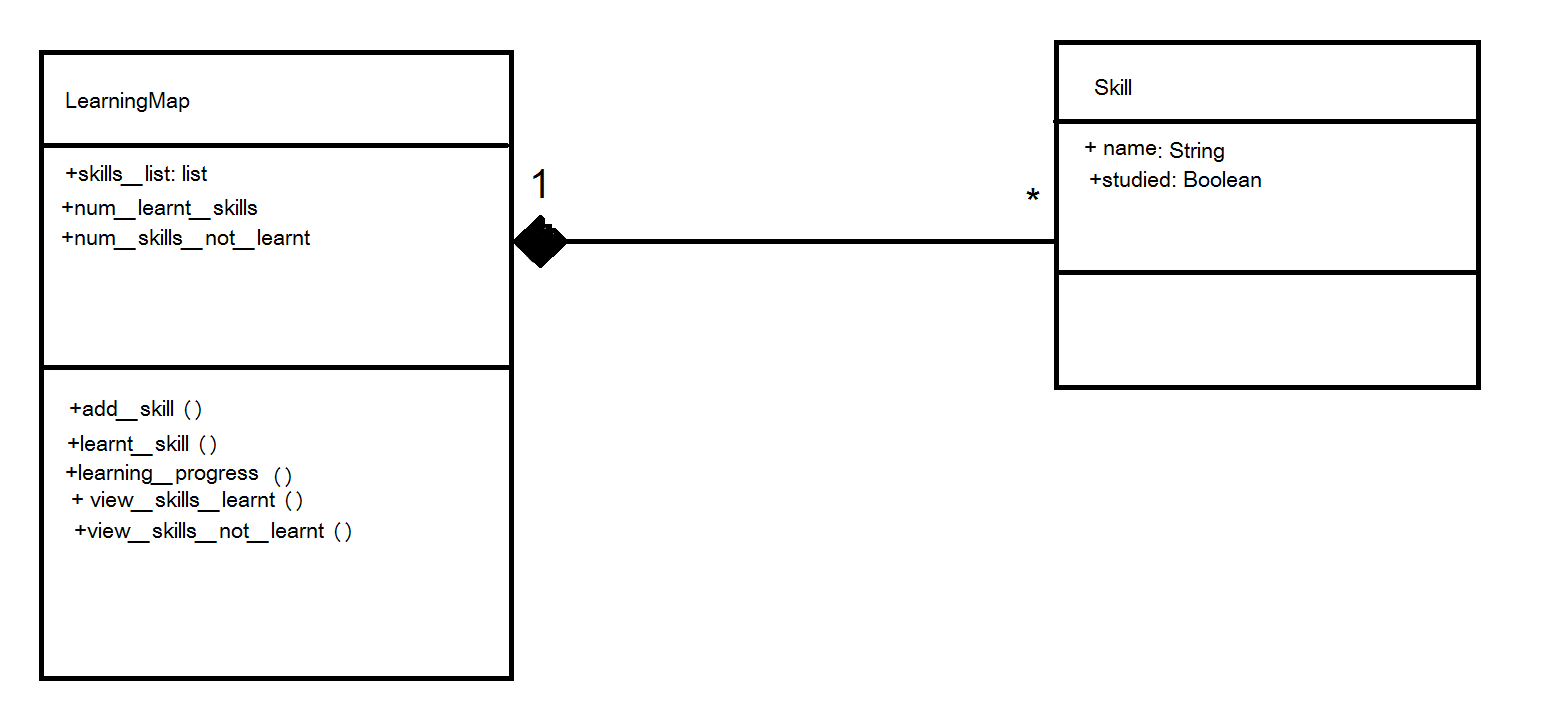 LearningMap
+skills__list: list
+num__learnt__skills
+num__skills__not__learnt
+add__skill ()
+learnt__skill ()
+learning__progress ()
+ view__skills__learnt ()
+view__skills__not__learnt ()
1
*
Skill
+ name: String
+studied: Boolean